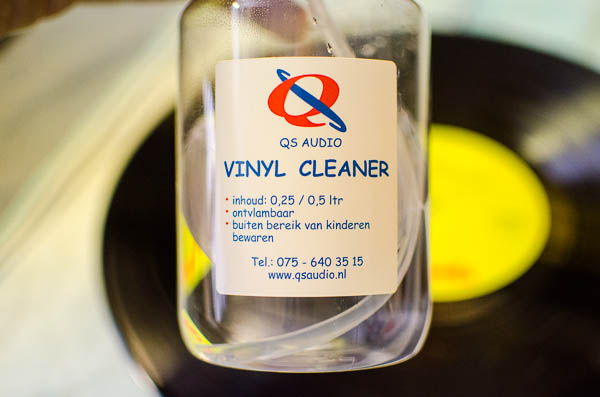 QS AUDIO
VINYL CLEANER
• inhoud: 0,25 / 0,5 ltr
• ontvlambaar
• buiten bereik van kinderen
bewaren
Tel.: 075 - 640 35 15
www.qsaudio.nl